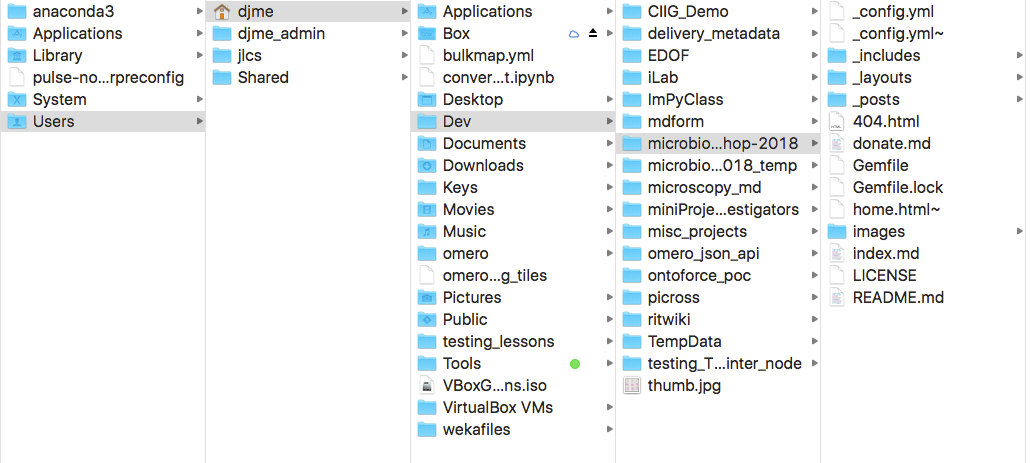 anaconda3
Applications
Library
pulse-no...rpreconfig
System
Users
djme
djme_admin
jlcs
Shared
Applications
Box
bulkmap.yml
conver...t.ipynb
Desktop
Dev
Documents
Downloads
Keys
Movies
Music
omero
omero...g_tiles
Pictures
Public
testing_lessons
Tools
VBoxG...ns.iso
VirtualBox VMs
wekafiles
CIIG_Demo
delivery_metadata
EDOF
iLab
ImPyClass
mdform
microbio...hop-2018
microbio...018_temp
microscopy_md
miniProje...estigators
misc_projects
omero_json_api
ontoforce_poc
picross
ritwiki
TempData
testing_T...inter_node
thumb.jpg
_config.yml
_config.yml~
_includes
_layouts
_posts
404.html
donate.md
Gemfile
Gemfile.lock
home.html~
images
index.md
LICENSE
README.md